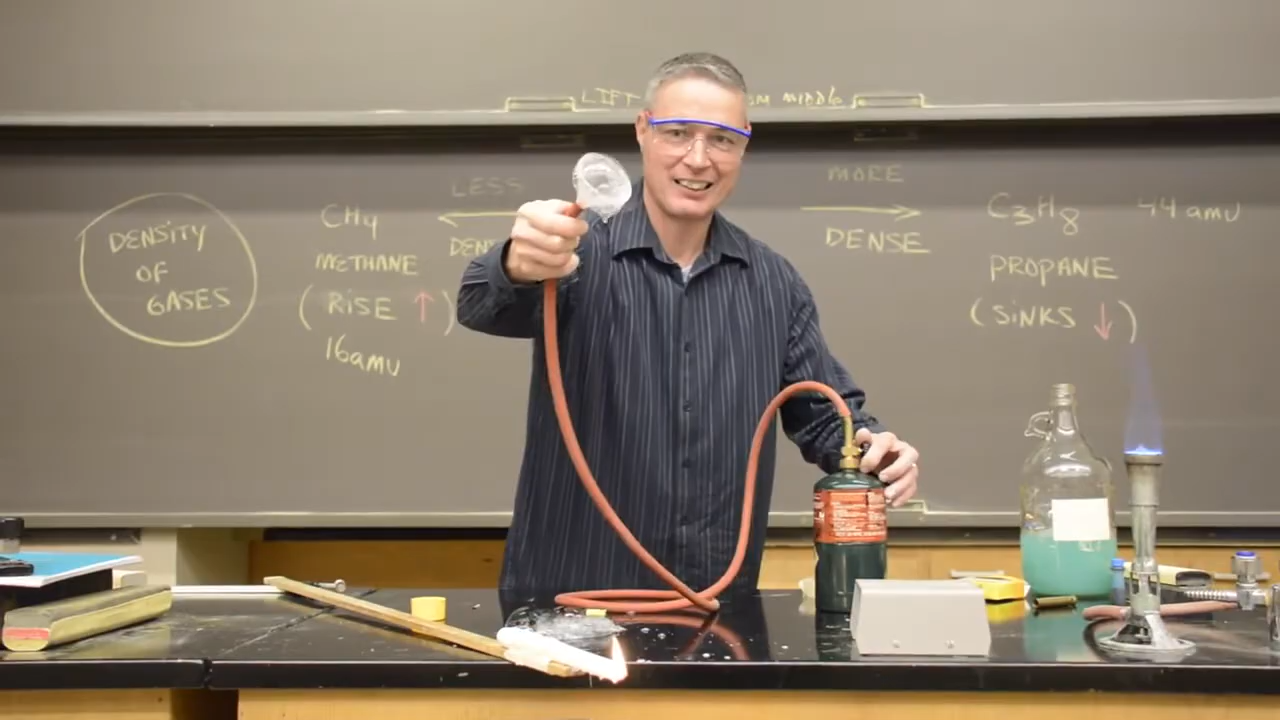 LIFT
MIDDLE
DENSITY
OF
GASES
CH4
METHANE
(RISE ↑)
16amu
LESS
MORE
DENSE
C3H8
44 amu
PROPANE
(SiNKS ↓)